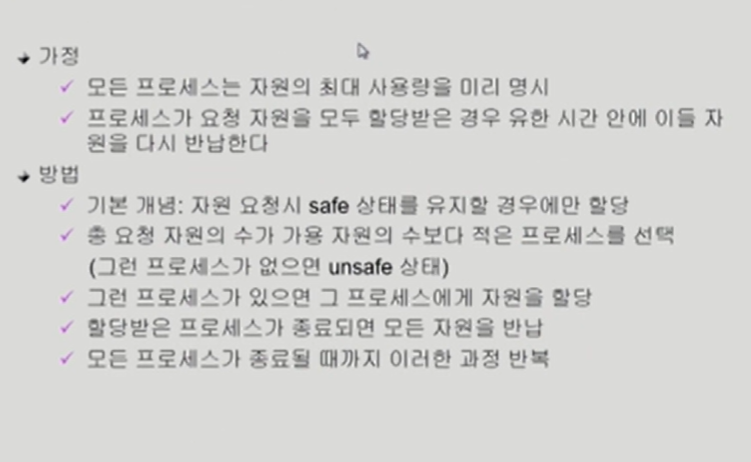 가정
모든 프로세스는 자원의 최대 사용량을 미리 명시
프로세스가 요청 자원을 모두 할당받은 경우 유한 시간 안에 이들 자
원을 다시 반납한다
방법
기본 개념: 자원 요청시 safe 상태를 유지할 경우에만 할당
총 요청 자원의 수가 가용 자원의 수보다 적은 프로세스를 선택
(그런 프로세스가 없으면 unsafe 상태)
그런 프로세스가 있으면 그 프로세스에게 자원을 할당
할당받은 프로세스가 종료되면 모든 자원을 반납
모든 프로세스가 종료될 때까지 이러한 과정 반복